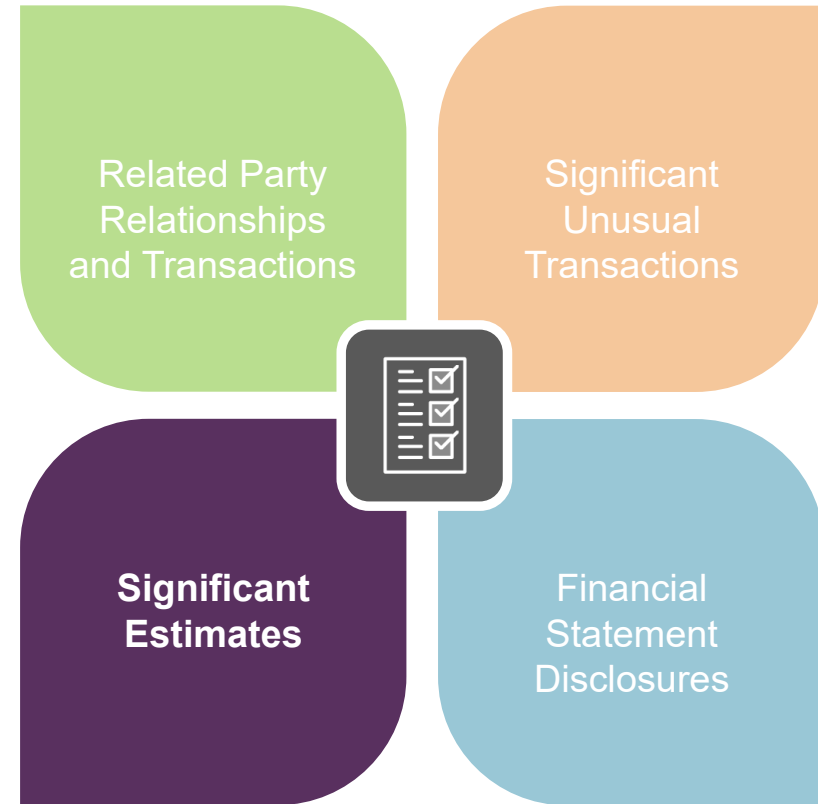 Related Party
Relationships
and Transactions
Significant
Unusual
Transactions
Significant
Estimates
Financial
Statement
Disclosures